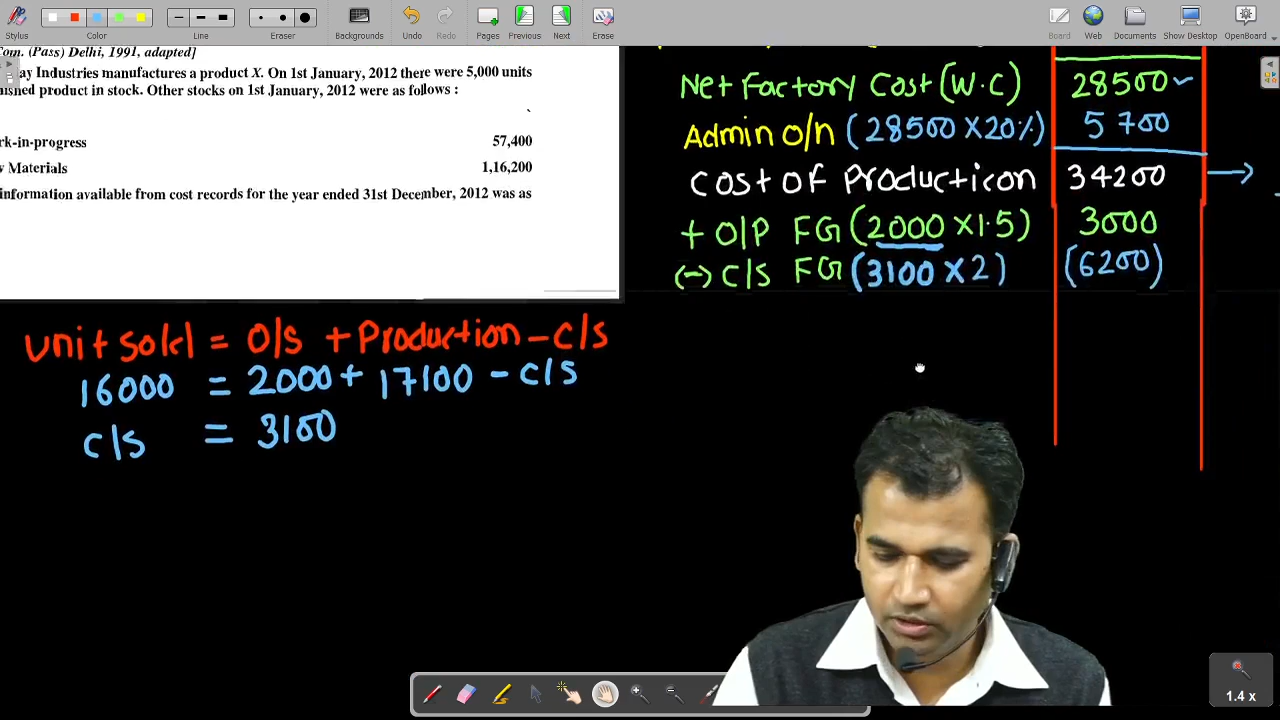 Stylus
Color
Line
Eraser
Backgrounds
Undo
Redo
Pages
Previous
Next
Erase
Board
Web
Documents
Show Desktop
OpenBoard
Com. (Pass) Delhi, 1991, adapted]
ay Industries manufactures a product X. On 1st January, 2012 there were 5,000 units
ished product in stock. Other stocks on 1st January, 2012 were as follows :
`
rk-in-progress 57,400
w Materials 1,16,200
information available from cost records for the year ended 31st December, 2012 was as
Net Factory Cost (W.C) 28500
Admin O/n (28500 X 20%) 5700
Cost of Producticon 34200 →
+ O/P FG (2000 X 1.5) 3000
(-) C/S FG (3100 X 2) (6200)
unit sold = O/S + Production - C/S
16000 = 2000 + 17100 - C/S
C/S = 3100
1.4 x